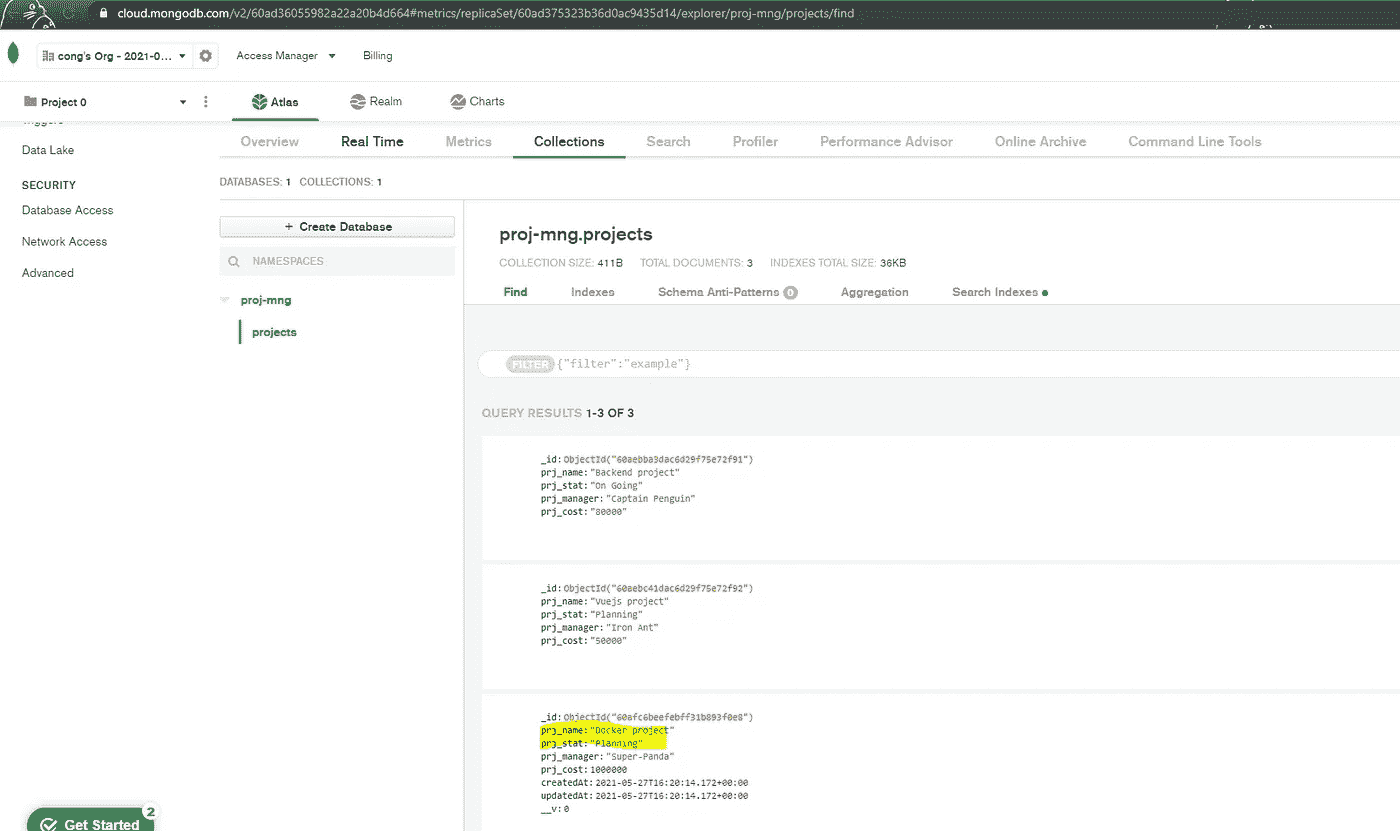 cloud.mongodb.com/v2/60ad36055982a22a20b4d664#metrics/replicaSet/60ad375323b36d0ac9435d14/explorer/proj-mng/projects/find
cong's Org - 2021-0... Access Manager Billing
Project 0 Atlas Realm Charts
Triggers
Overview Real Time Metrics Collections Search Profiler Performance Advisor Online Archive Command Line Tools
Data Lake
SECURITY
Database Access
Network Access
Advanced
DATABASES: 1 COLLECTIONS: 1
+ Create Database
NAMESPACES
proj-mng
projects
proj-mng.projects
COLLECTION SIZE: 411B TOTAL DOCUMENTS: 3 INDEXES TOTAL SIZE: 36KB
Find Indexes Schema Anti-Patterns 0 Aggregation Search Indexes
FILTER {"filter":"example"}
QUERY RESULTS 1-3 OF 3
_id:ObjectId("60aebba3dac6d29f75e72f91")
prj_name:"Backend project"
prj_stat:"On Going"
prj_manager:"Captain Penguin"
prj_cost:"80000"
_id:ObjectId("60aebc41dac6d29f75e72f92")
prj_name:"Vuejs project"
prj_stat:"Planning"
prj_manager:"Iron Ant"
prj_cost:"50000"
_id:ObjectId("60afc6beefebff31b893f0e8")
prj_name:"Docker project"
prj_stat:"Planning"
prj_manager:"Super-Panda"
prj_cost:1000000
createdAt:2021-05-27T16:20:14.172+00:00
updatedAt:2021-05-27T16:20:14.172+00:00
__v:0
Get Started 2